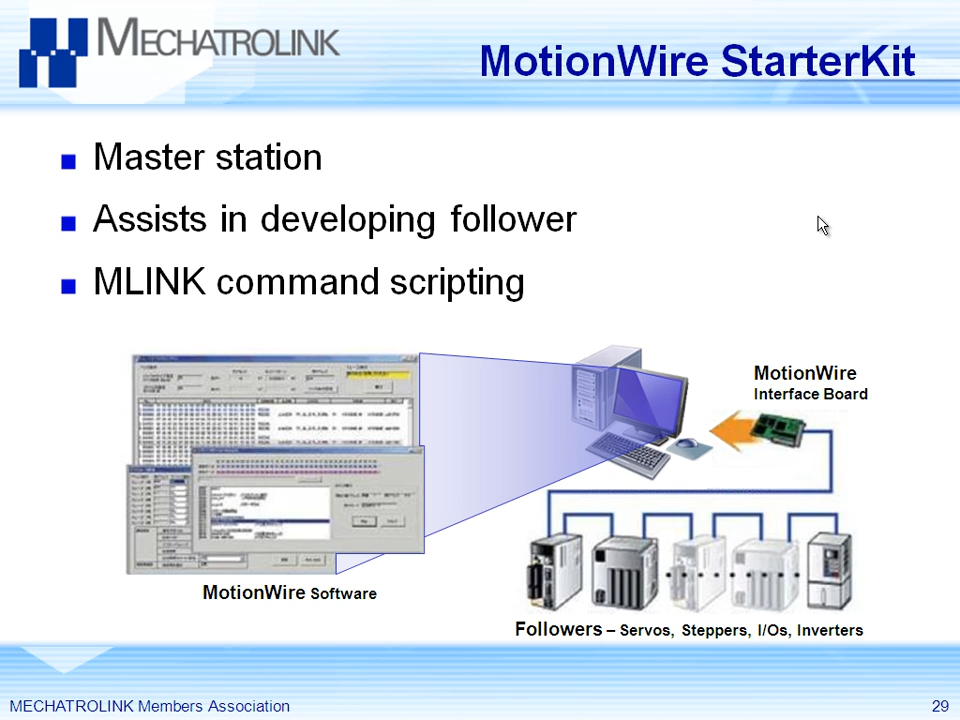 MECHATROLINK
MotionWire StarterKit
Master station
Assists in developing follower
MLINK command scripting
MotionWire
Interface Board
MotionWire Software
Followers – Servos, Steppers, I/Os, Inverters
MECHATROLINK Members Association
29